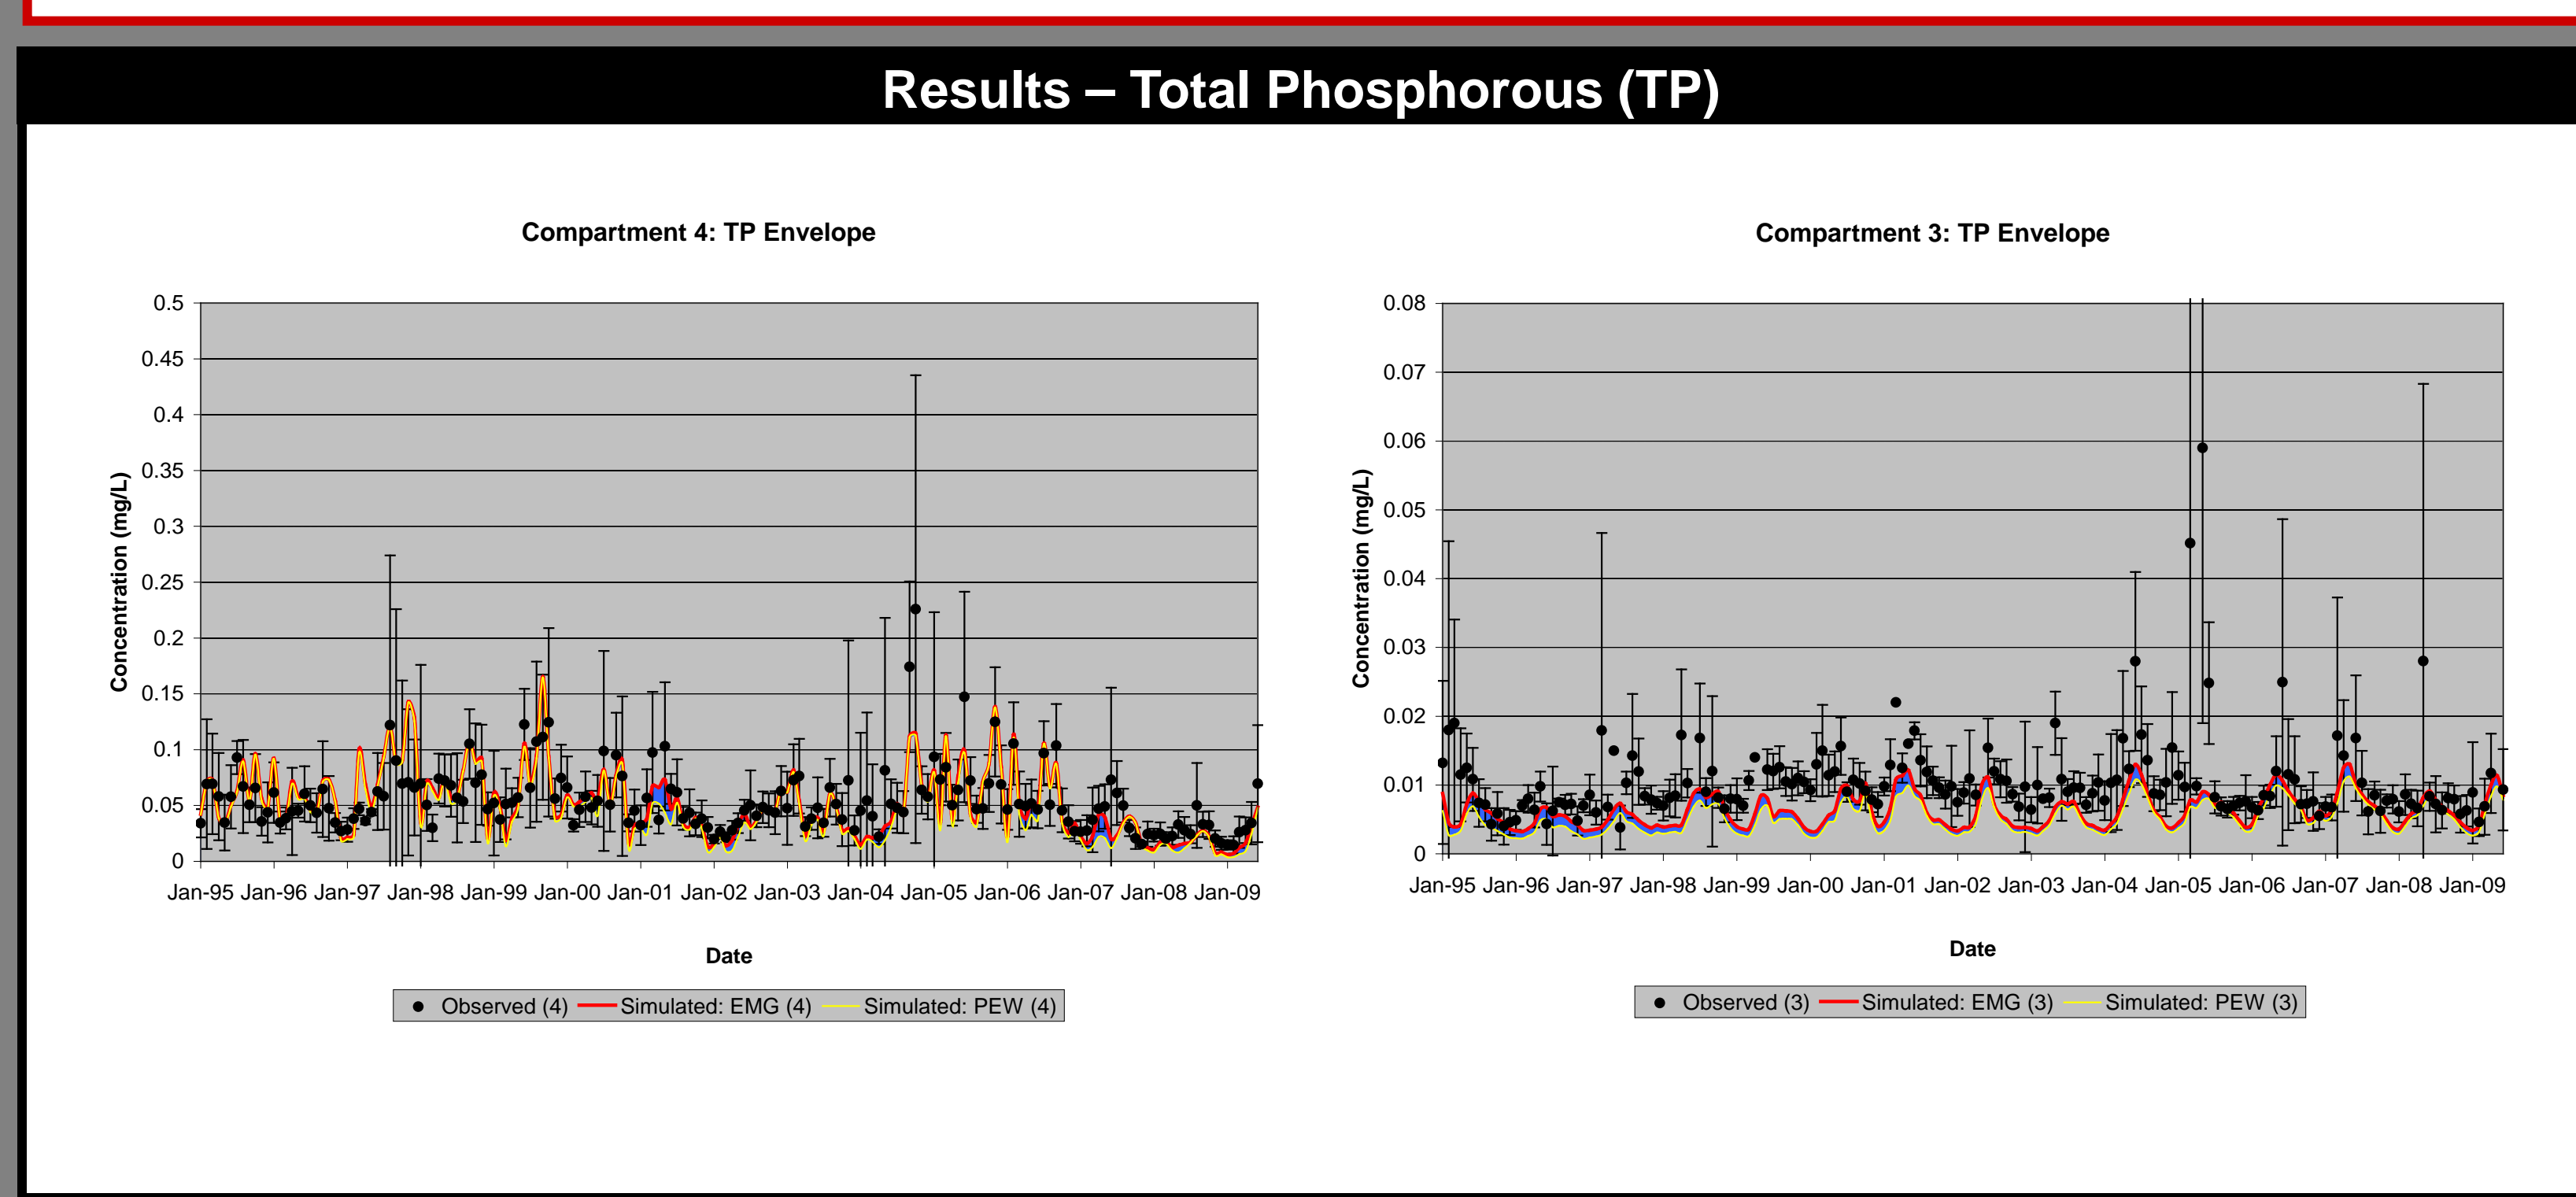 Results – Total Phosphorous (TP)
Compartment 4: TP Envelope
0.5
0.45
0.4
0.35
0.3
0.25
0.2
0.15
0.1
0.05
0
Concentration (mg/L)
Jan-95 Jan-96 Jan-97 Jan-98 Jan-99 Jan-00 Jan-01 Jan-02 Jan-03 Jan-04 Jan-05 Jan-06 Jan-07 Jan-08 Jan-09
Date
Observed (4) Simulated: EMG (4) Simulated: PEW (4)
Compartment 3: TP Envelope
0.08
0.07
0.06
0.05
0.04
0.03
0.02
0.01
0
Concentration (mg/L)
Jan-95 Jan-96 Jan-97 Jan-98 Jan-99 Jan-00 Jan-01 Jan-02 Jan-03 Jan-04 Jan-05 Jan-06 Jan-07 Jan-08 Jan-09
Date
Observed (3) Simulated: EMG (3) Simulated: PEW (3)